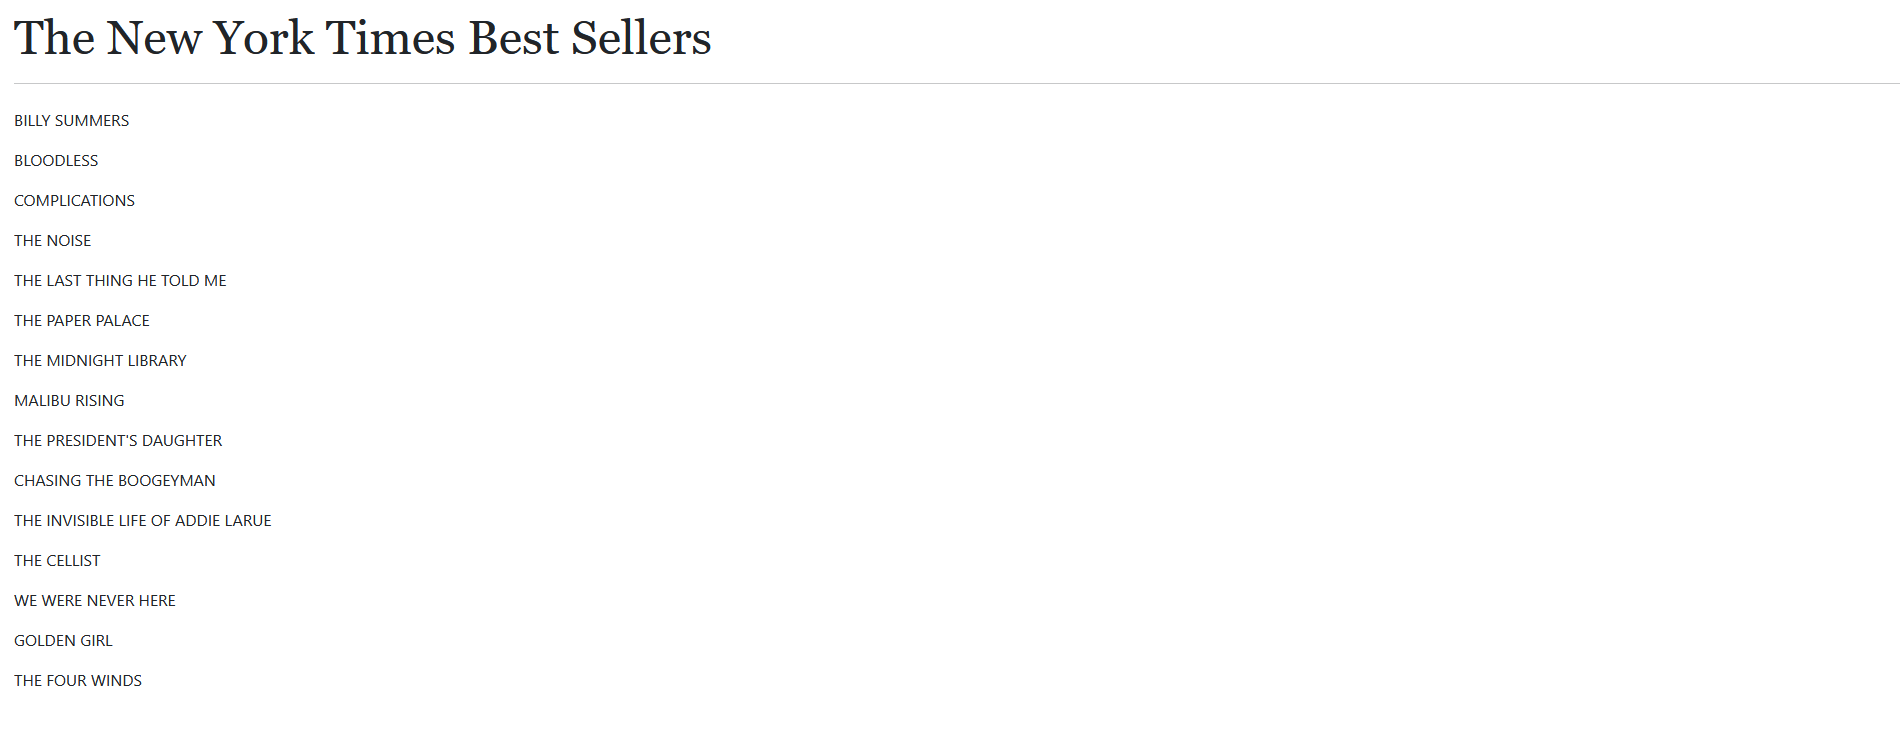 The New York Times Best Sellers
BILLY SUMMERS
BLOODLESS
COMPLICATIONS
THE NOISE
THE LAST THING HE TOLD ME
THE PAPER PALACE
THE MIDNIGHT LIBRARY
MALIBU RISING
THE PRESIDENT'S DAUGHTER
CHASING THE BOOGEYMAN
THE INVISIBLE LIFE OF ADDIE LARUE
THE CELLIST
WE WERE NEVER HERE
GOLDEN GIRL
THE FOUR WINDS